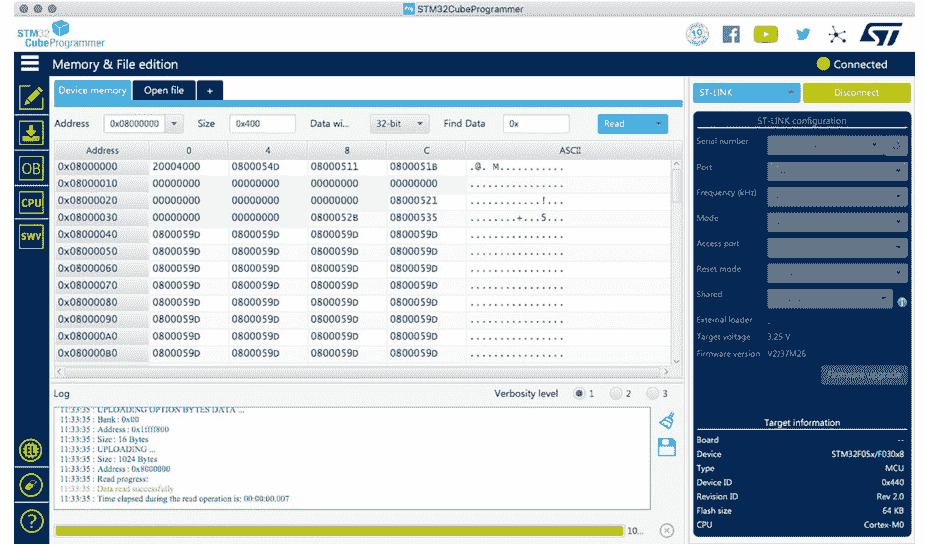 STM32CubeProgrammer
STM32
CubeProgrammer
19
ST
Memory & File edition
Connected
Device memory
Open file
+
ST-LINK
Disconnect
Address 0x08000000 Size 0x400 Data wi... 32-bit Find Data 0x Read
Address 0 4 8 C ASCII
0x08000000 20004000 0800054D 08000511 0800051B .@. M...........
0x08000010 00000000 00000000 00000000 00000000 ................
0x08000020 00000000 00000000 00000000 08000521 ............!...
0x08000030 00000000 00000000 0800052B 08000535 ........+...5...
0x08000040 0800059D 0800059D 0800059D 0800059D ................
0x08000050 0800059D 0800059D 0800059D 0800059D ................
0x08000060 0800059D 0800059D 0800059D 0800059D ................
0x08000070 0800059D 0800059D 0800059D 0800059D ................
0x08000080 0800059D 0800059D 0800059D 0800059D ................
0x08000090 0800059D 0800059D 0800059D 0800059D ................
0x080000A0 0800059D 0800059D 0800059D 0800059D ................
0x080000B0 0800059D 0800059D 0800059D 0800059D ................
OB
CPU
SWV
Log
Verbosity level 1 2 3
11:33:35 : UPLOADING OPTION BYTES DATA ...
11:33:35 : Bank : 0x00
11:33:35 : Address : 0x1ffff800
11:33:35 : Size : 16 Bytes
11:33:35 : UPLOADING ...
11:33:35 : Size : 1024 Bytes
11:33:35 : Address : 0x8000000
11:33:35 : Read progress:
11:33:35 : Data read successfully
11:33:35 : Time elapsed during the read operation is: 00:00:00.007
10...
?
ST-LINK configuration
Serial number
Port
Frequency (kHz)
Mode
Access port
Reset mode
Shared
External loader -
Target voltage 3.25 V
Firmware version V2J37M26
Firmware upgrade
Target information
Board --
Device STM32F05x/F030x8
Type MCU
Device ID 0x440
Revision ID Rev 2.0
Flash size 64 KB
CPU Cortex-M0